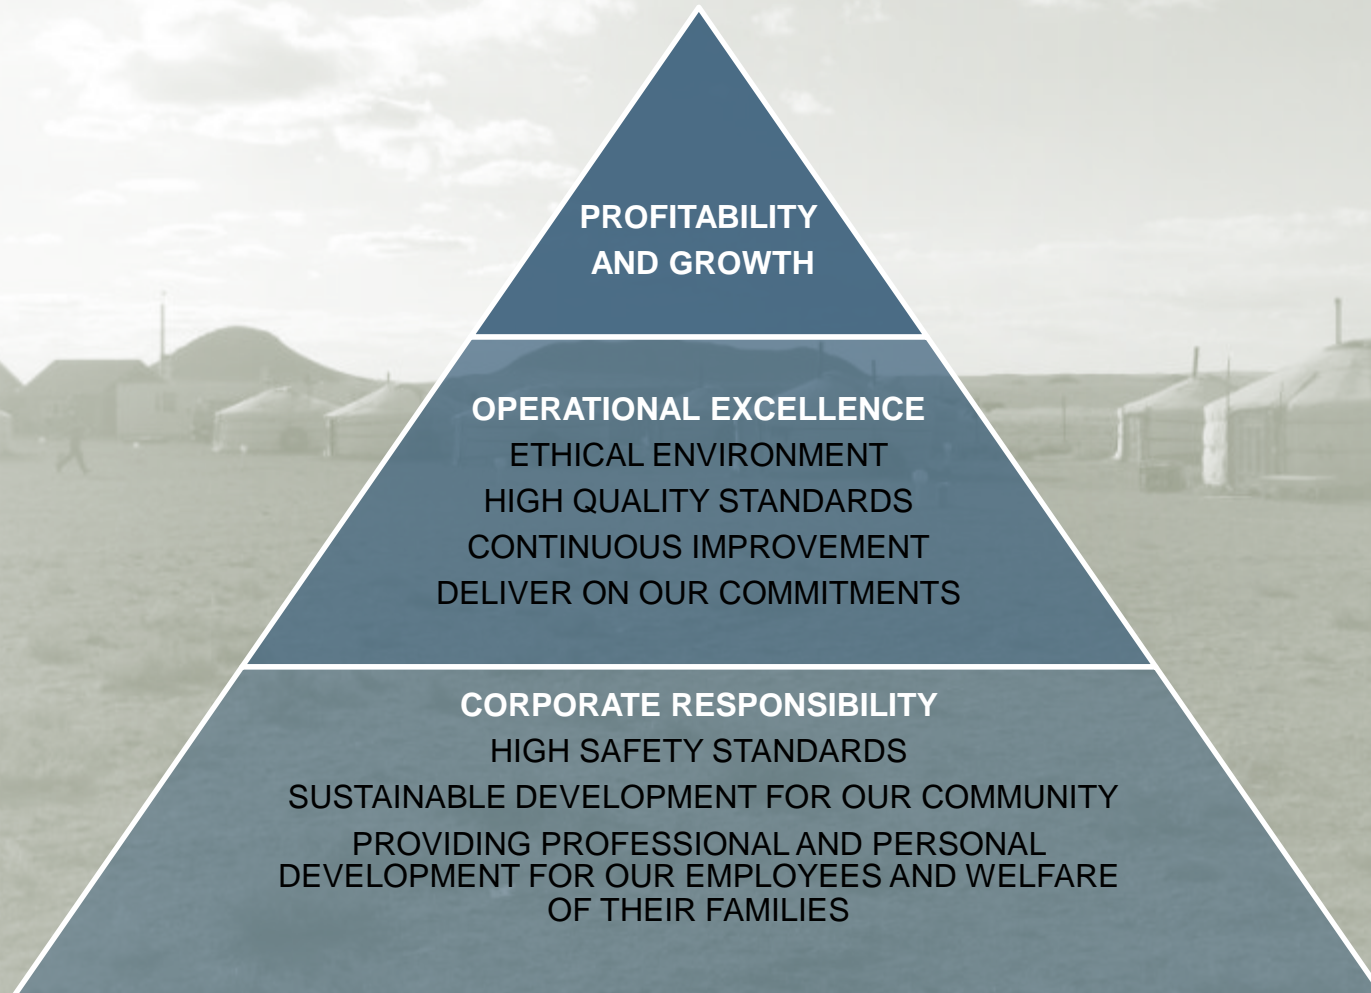 PROFITABILITY
AND GROWTH
OPERATIONAL EXCELLENCE
ETHICAL ENVIRONMENT
HIGH QUALITY STANDARDS
CONTINUOUS IMPROVEMENT
DELIVER ON OUR COMMITMENTS
CORPORATE RESPONSIBILITY
HIGH SAFETY STANDARDS
SUSTAINABLE DEVELOPMENT FOR OUR COMMUNITY
PROVIDING PROFESSIONAL AND PERSONAL
DEVELOPMENT FOR OUR EMPLOYEES AND WELFARE
OF THEIR FAMILIES